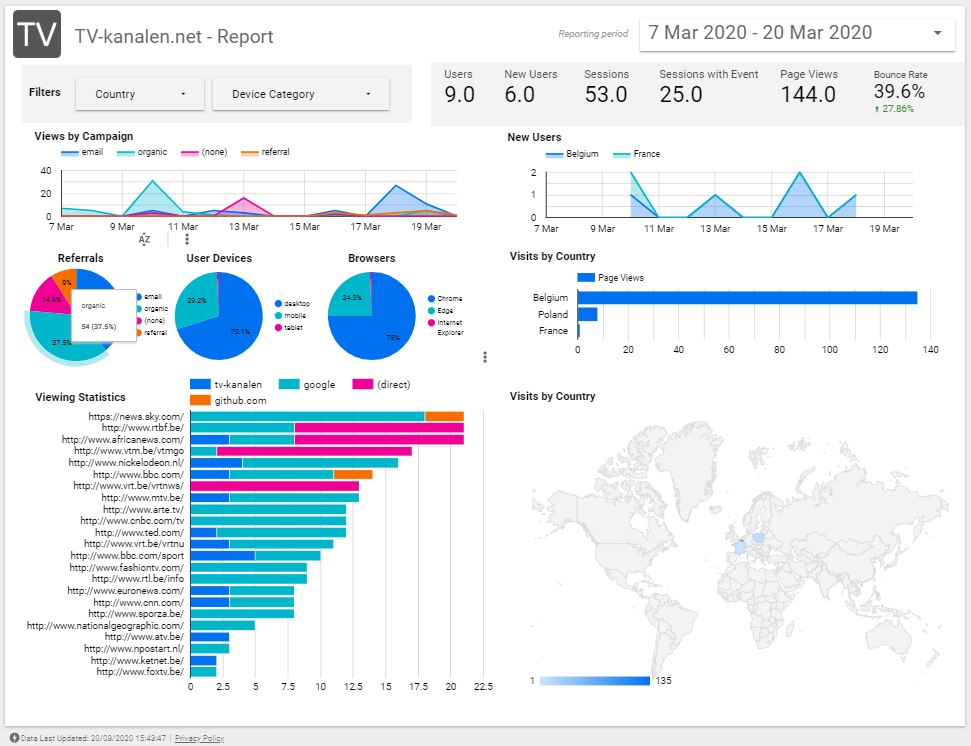 TV TV-kanalen.net - Report
Reporting period 7 Mar 2020 - 20 Mar 2020
Filters Country Device Category
Users New Users Sessions Sessions with Event Page Views Bounce Rate
9.0 6.0 53.0 25.0 144.0 39.6%
27.86%
Views by Campaign
email organic (none) referral
40
20
0
7 Mar 9 Mar 11 Mar 13 Mar 15 Mar 17 Mar 19 Mar
AZ
New Users
Belgium France
2
1
0
7 Mar 9 Mar 11 Mar 13 Mar 15 Mar 17 Mar 19 Mar
Referrals
9%
14.6%
37.5%
organic
54 (37.5%)
email
organic
(none)
referral
User Devices
29.2%
70.1%
desktop
mobile
tablet
Browsers
24.3%
75%
Chrome
Edge
Internet
Explorer
Visits by Country
Page Views
Belgium
Poland
France
0 20 40 60 80 100 120 140
Viewing Statistics
tv-kanalen google (direct)
github.com
https://news.sky.com/
http://www.rtbf.be/
http://www.africanews.com/
http://www.vtm.be/vtmgo
http://www.nickelodeon.nl/
http://www.bbc.com/
http://www.vrt.be/vrtnws/
http://www.mtv.be/
http://www.arte.tv/
http://www.cnbc.com/tv
http://www.ted.com/
http://www.vrt.be/vrtnu
http://www.bbc.com/sport
http://www.fashiontv.com/
http://www.rtl.be/info
http://www.euronews.com/
http://www.cnn.com/
http://www.sporza.be/
http://www.nationalgeographic.com/
http://www.atv.be/
http://www.npostart.nl/
http://www.ketnet.be/
http://www.foxtv.be/
0 2.5 5 7.5 10 12.5 15 17.5 20 22.5
Visits by Country
1 135
Data Last Updated: 20/03/2020 15:43:47 | Privacy Policy